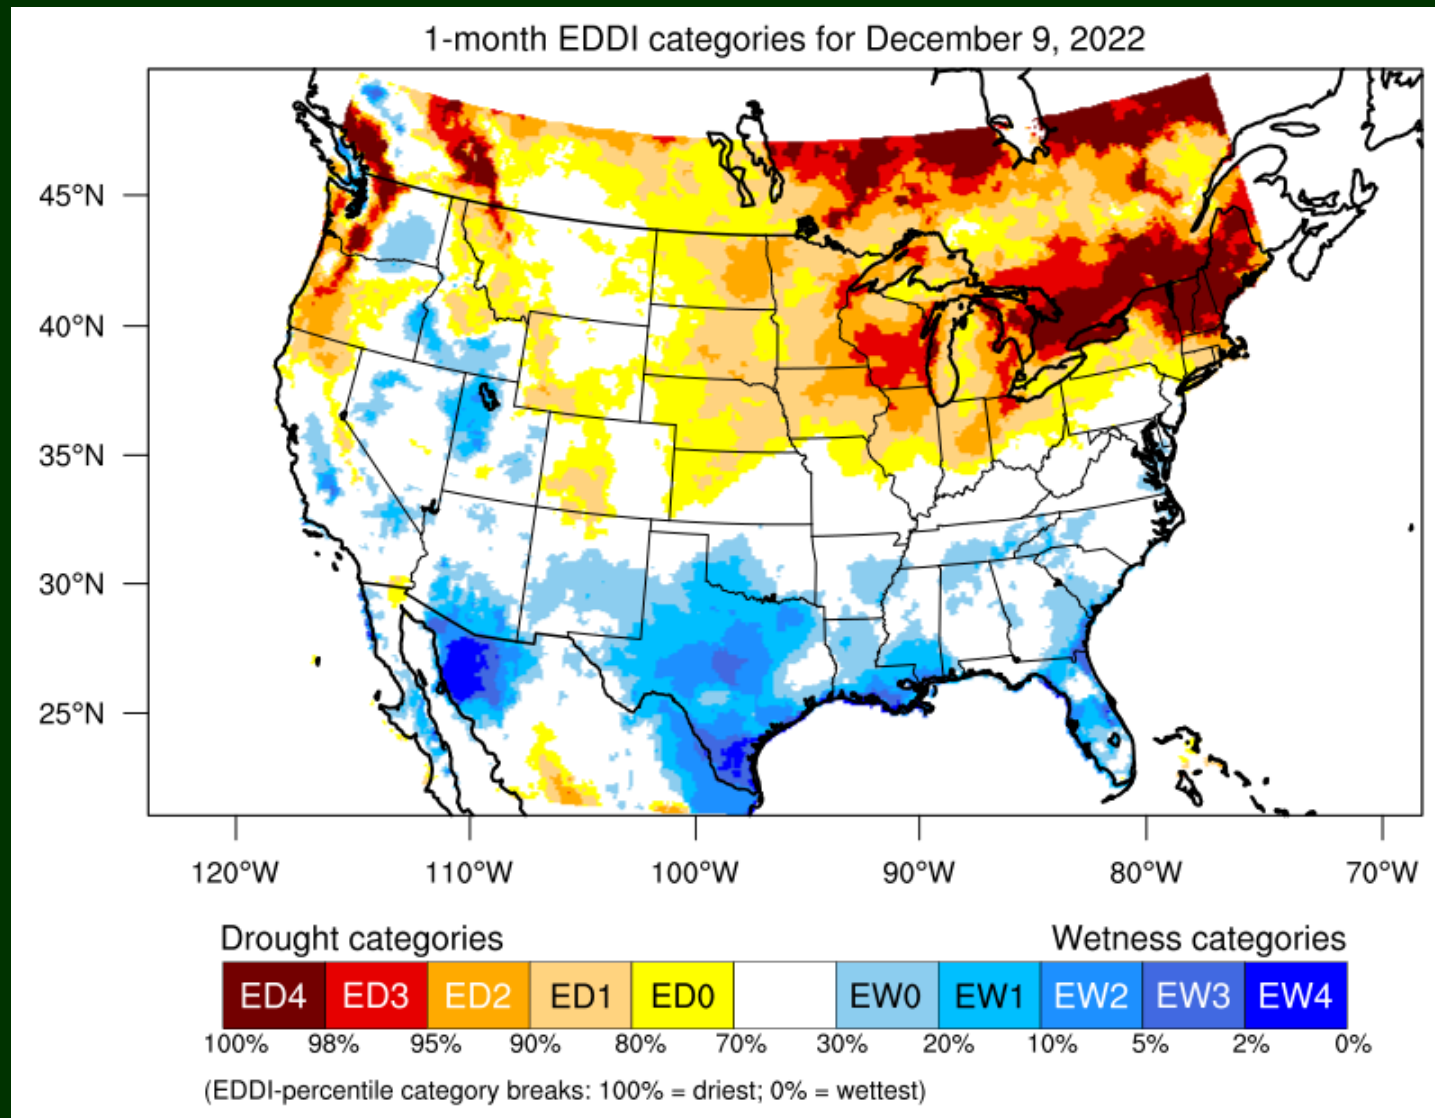 1-month EDDI categories for December 9, 2022
45°N
40°N
35°N
30°N
25°N
120°W 110°W 100°W 90°W 80°W 70°W
Drought categories Wetness categories
ED4 ED3 ED2 ED1 ED0 EW0 EW1 EW2 EW3 EW4
100% 98% 95% 90% 80% 70% 30% 20% 10% 5% 2% 0%
(EDDI-percentile category breaks: 100% = driest; 0% = wettest)